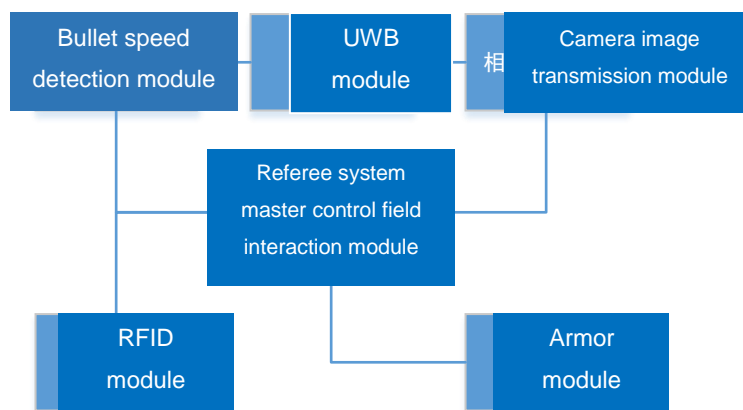 Bullet speed
detection module
UWB
module
相
Camera image
transmission module
Referee system
master control field
interaction module
RFID
module
Armor
module